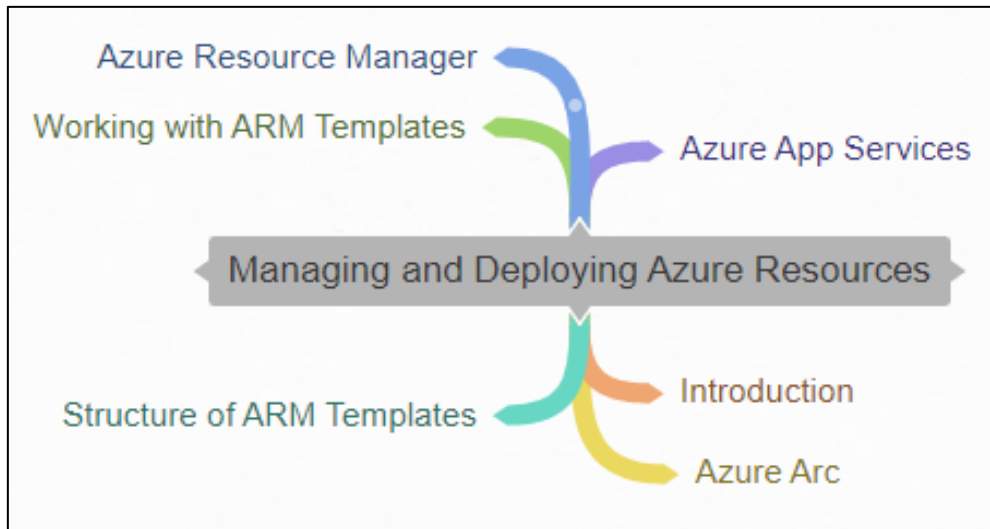 Azure Resource Manager
Working with ARM Templates
Azure App Services
Managing and Deploying Azure Resources
Introduction
Structure of ARM Templates
Azure Arc